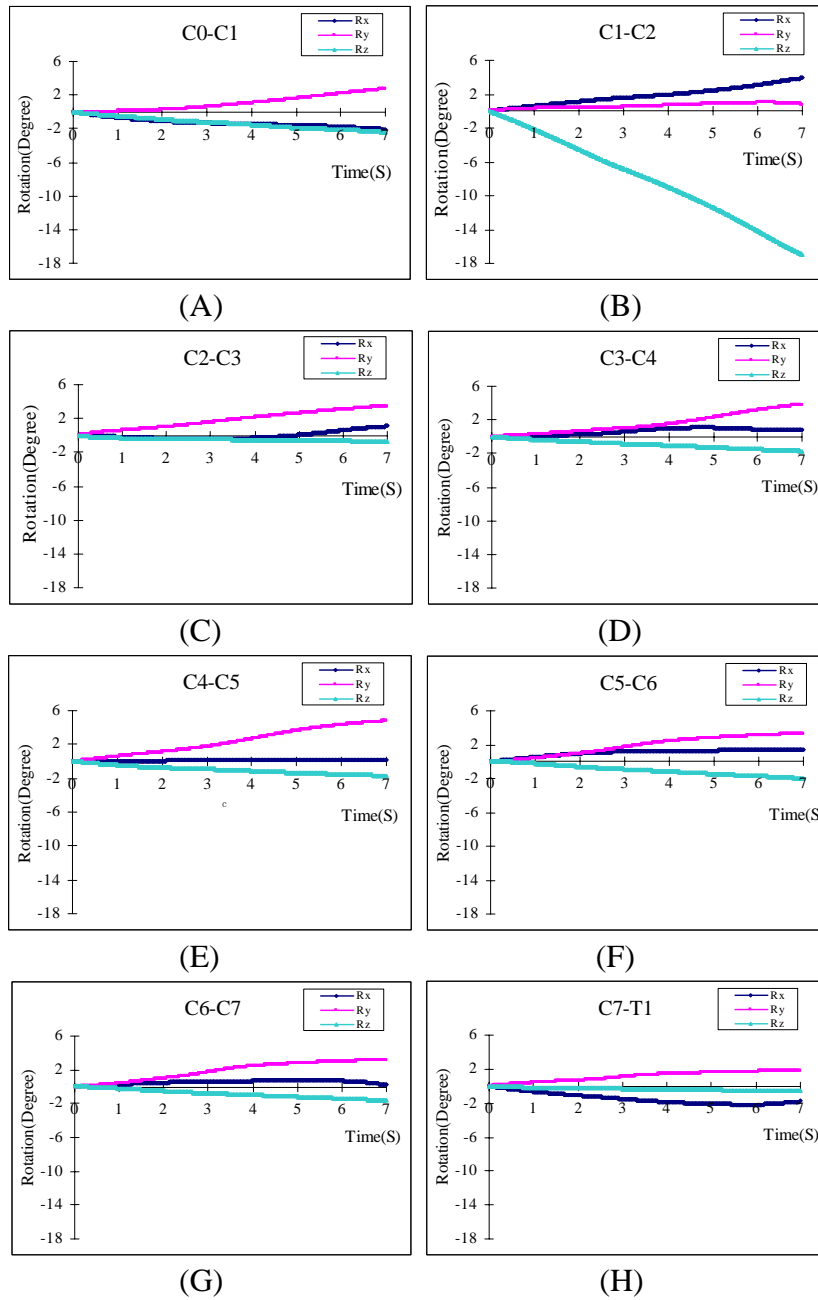 C0-C1
Rx
Ry
Rz
6
2
-2
-6
-10
-14
-18
0 1 2 3 4 5 6 7
Rotation(Degree)
Time(S)
(A)
C1-C2
Rx
Ry
Rz
6
2
-2
-6
-10
-14
-18
0 1 2 3 4 5 6 7
Rotation(Degree)
Time(S)
(B)
C2-C3
Rx
Ry
Rz
6
2
-2
-6
-10
-14
-18
0 1 2 3 4 5 6 7
Rotation(Degree)
Time(S)
(C)
C3-C4
Rx
Ry
Rz
6
2
-2
-6
-10
-14
-18
0 1 2 3 4 5 6 7
Rotation(Degree)
Time(S)
(D)
C4-C5
Rx
Ry
Rz
6
2
-2
-6
-10
-14
-18
0 1 2 3 4 5 6 7
Rotation(Degree)
Time(S)
c
(E)
C5-C6
Rx
Ry
Rz
6
2
-2
-6
-10
-14
-18
0 1 2 3 4 5 6 7
Rotation(Degree)
Time(S)
(F)
C6-C7
Rx
Ry
Rz
6
2
-2
-6
-10
-14
-18
0 1 2 3 4 5 6 7
Rotation(Degree)
Time(S)
(G)
C7-T1
Rx
Ry
Rz
6
2
-2
-6
-10
-14
-18
0 1 2 3 4 5 6 7
Rotation(Degree)
Time(S)
(H)